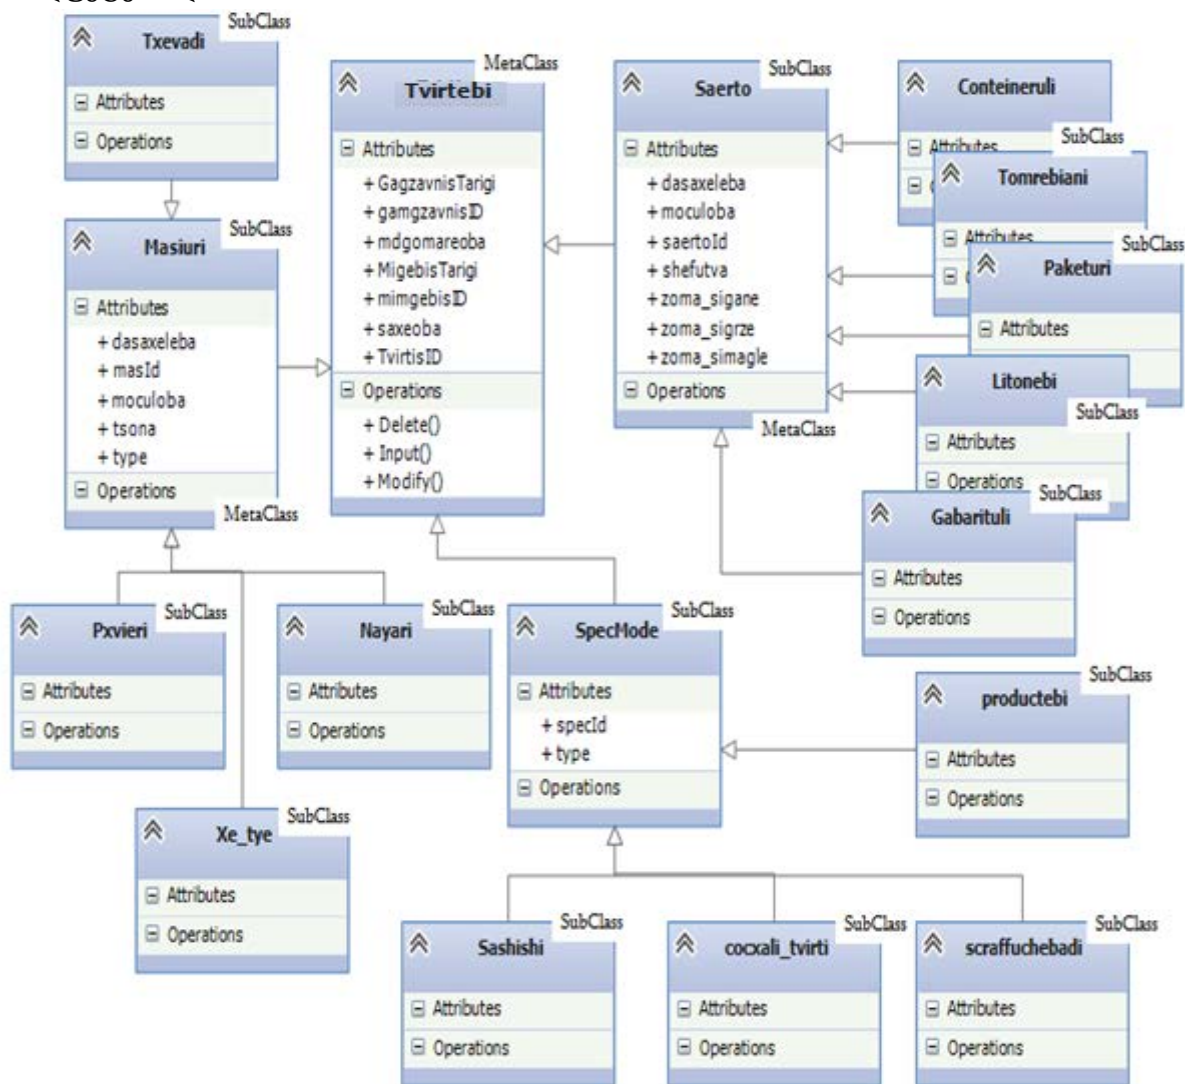 SubClass
Txevadi
Attributes
Operations
MetaClass
Tvirtebi
Attributes
+ GagzavnisTarigi
+ gamgzavnisID
+ mdgomareoba
+ MigebisTarigi
+ mimgebisID
+ saxeoba
+ TvirtisID
Operations
+ Delete()
+ Input()
+ Modify()
SubClass
Saerto
Attributes
+ dasaxeleba
+ moculoba
+ saertoId
+ shefutva
+ zoma_sigane
+ zoma_sigrze
+ zoma_simagle
Operations
MetaClass
Conteineruli
Attributes
SubClass
Tomrebiani
Attributes
SubClass
Paketuri
Attributes
Litonebi
SubClass
Attributes
Operations
SubClass
Gabarituli
Attributes
Operations
SubClass
Masiuri
Attributes
+ dasaxeleba
+ masId
+ moculoba
+ tsona
+ type
Operations
MetaClass
SubClass
Pxvieri
Attributes
Operations
SubClass
Nayari
Attributes
Operations
SubClass
SpecMode
Attributes
+ specId
+ type
Operations
SubClass
productebi
Attributes
Operations
SubClass
Xe_tye
Attributes
Operations
SubClass
Sashishi
Attributes
Operations
SubClass
cocxali_tvirti
Attributes
Operations
SubClass
scraffuchebadi
Attributes
Operations